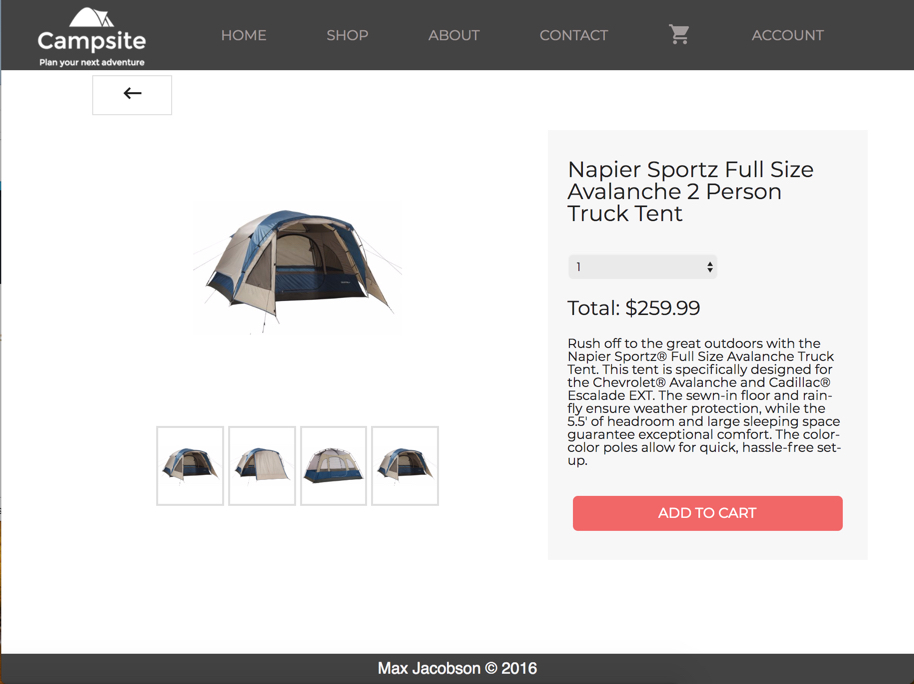 Campsite
Plan your next adventure
HOME
SHOP
ABOUT
CONTACT
ACCOUNT
Napier Sportz Full Size
Avalanche 2 Person
Truck Tent
1
Total: $259.99
Rush off to the great outdoors with the
Napier Sportz® Full Size Avalanche Truck
Tent. This tent is specifically designed for
the Chevrolet® Avalanche and Cadillac®
Escalade EXT. The sewn-in floor and rain-
fly ensure weather protection, while the
5.5' of headroom and large sleeping space
guarantee exceptional comfort. The color-
color poles allow for quick, hassle-free set-
up.
ADD TO CART
Max Jacobson © 2016